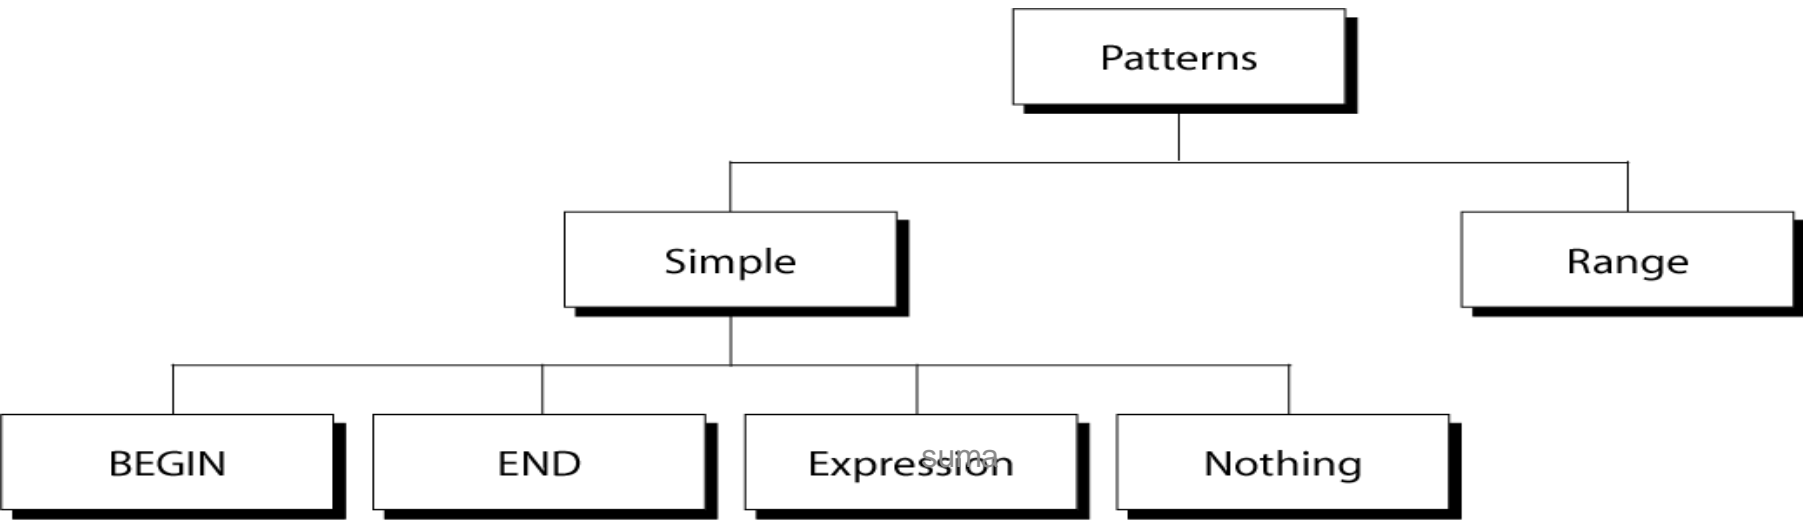 Patterns
Simple
Range
BEGIN
END
Expression
suma
Nothing